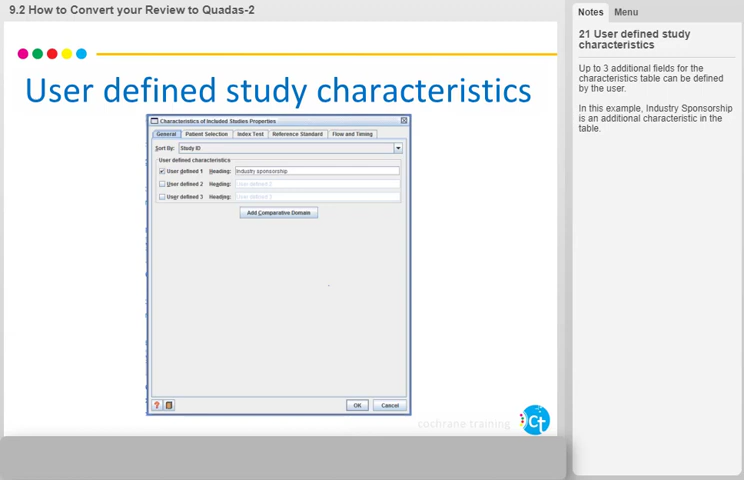 9.2 How to Convert your Review to Quadas-2
User defined study characteristics
Characteristics of Included Studies Properties
General Patient Selection Index Test Reference Standard Flow and Timing
Sort By: Study ID
User defined characteristics
User defined 1 Heading: Industry sponsorship
User defined 2 Heading: User defined 2
User defined 3 Heading: User defined 3
Add Comparative Domain
OK Cancel
cochrane training
ct
Notes Menu
21 User defined study
characteristics
Up to 3 additional fields for the
characteristics table can be defined
by the user.
In this example, Industry Sponsorship
is an additional characteristic in the
table.